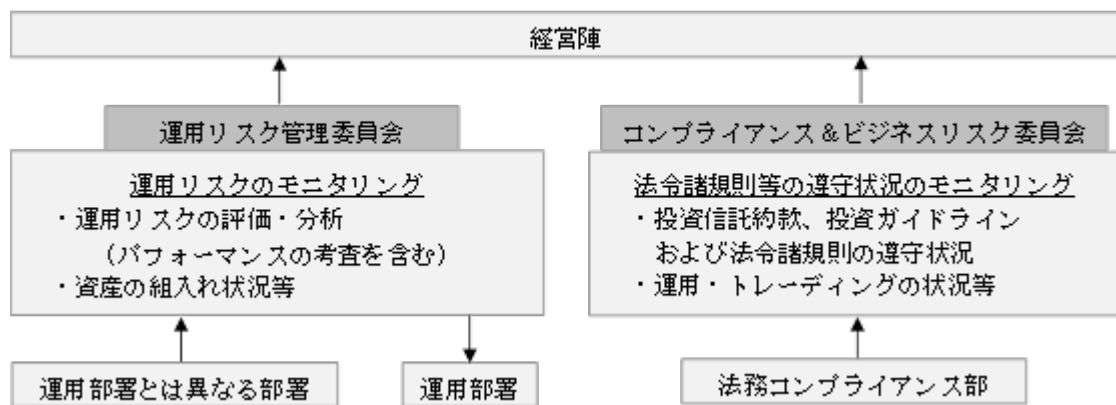 経営陣
運用リスク管理委員会
運用リスクのモニタリング
・運用リスクの評価・分析
(パフォーマンスの考査を含む)
・資産の組入れ状況等
運用部署とは異なる部署
運用部署
コンプライアンス&ビジネスリスク委員会
法令諸規則等の遵守状況のモニタリング
・投資信託約款、投資ガイドライン
および法令諸規則の遵守状況
・運用・トレーディングの状況等
法務コンプライアンス部